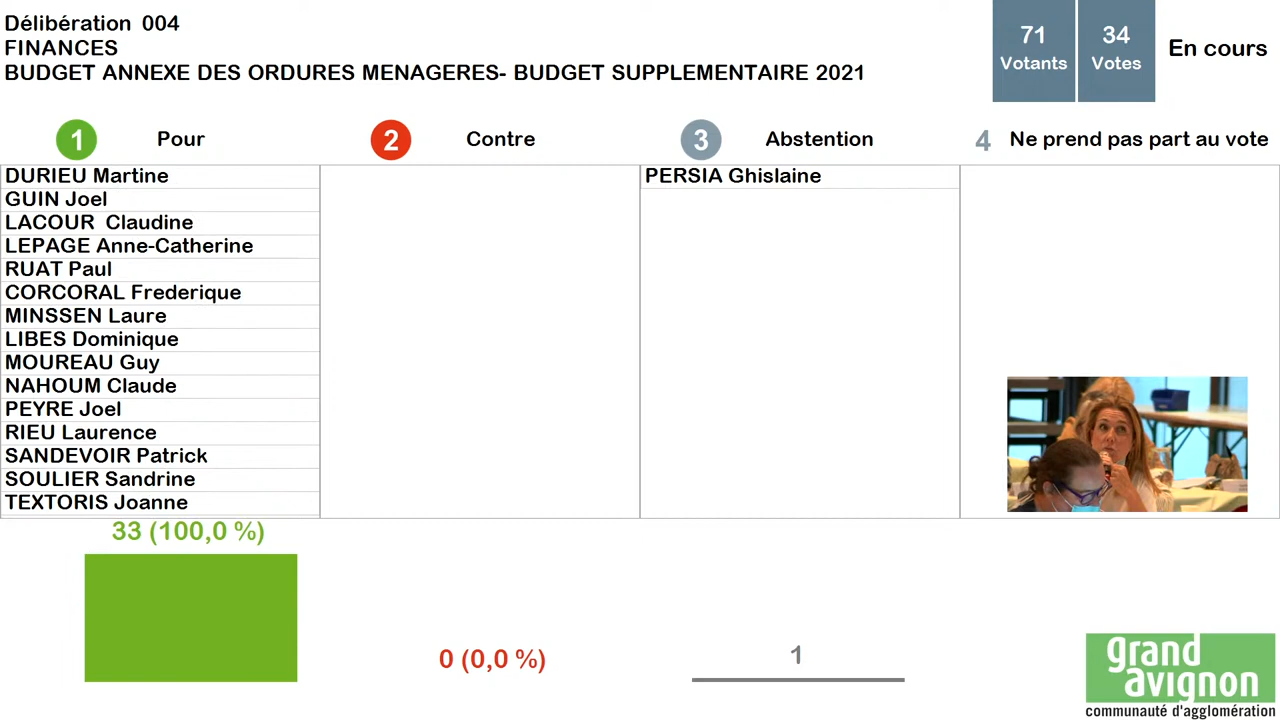 Délibération 004
FINANCES
BUDGET ANNEXE DES ORDURES MENAGERES- BUDGET SUPPLEMENTAIRE 2021
71
Votants
34
Votes
En cours
1 Pour
2 Contre
3 Abstention
4 Ne prend pas part au vote
DURIEU Martine
GUIN Joel
LACOUR Claudine
LEPAGE Anne-Catherine
RUAT Paul
CORCORAL Frederique
MINSSEN Laure
LIBES Dominique
MOUREAU Guy
NAHOUM Claude
PEYRE Joel
RIEU Laurence
SANDEVOIR Patrick
SOULIER Sandrine
TEXTORIS Joanne
PERSIA Ghislaine
33 (100,0 %)
0 (0,0 %)
1
grand
avignon
communauté d'agglomération